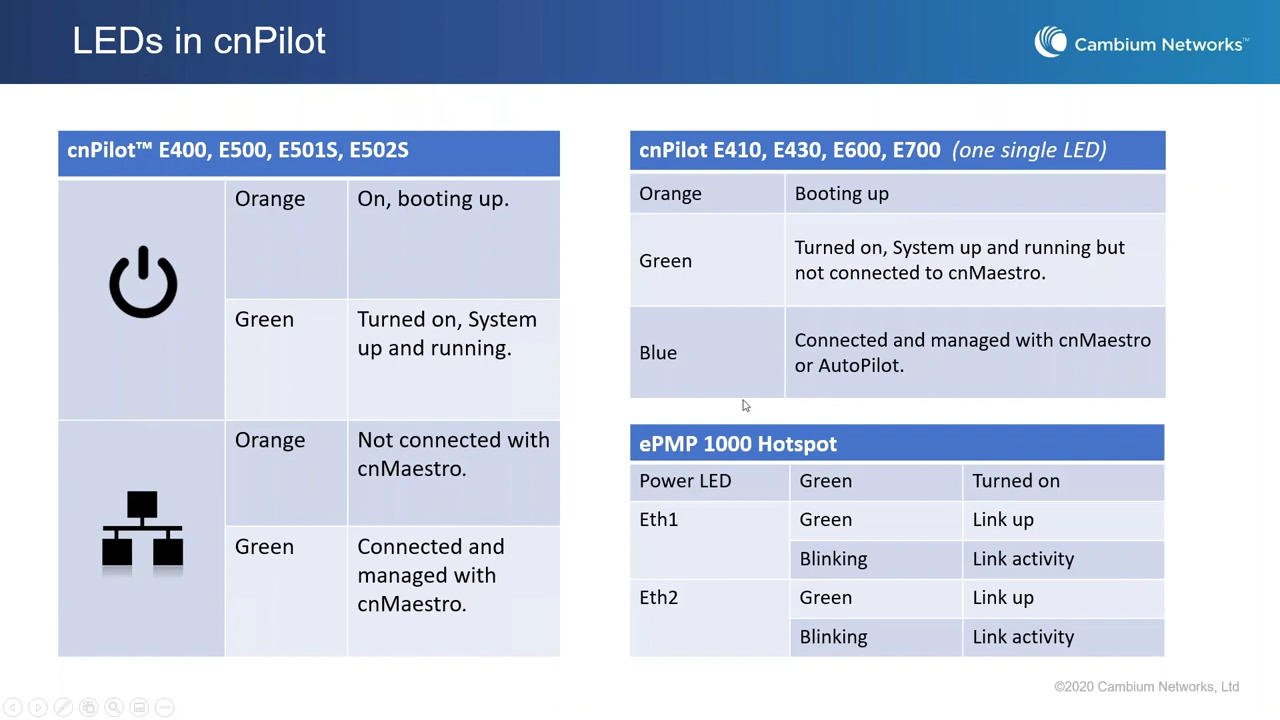 LEDs in cnPilot
Cambium Networks™
cnPilot™ E400, E500, E501S, E502S
Orange
On, booting up.
Green
Turned on, System
up and running.
Orange
Not connected with
cnMaestro.
Green
Connected and
managed with
cnMaestro.
cnPilot E410, E430, E600, E700 (one single LED)
Orange
Booting up
Green
Turned on, System up and running but
not connected to cnMaestro.
Blue
Connected and managed with cnMaestro
or AutoPilot.
ePMP 1000 Hotspot
Power LED
Green
Turned on
Eth1
Green
Link up
Blinking
Link activity
Eth2
Green
Link up
Blinking
Link activity
©2020 Cambium Networks, Ltd